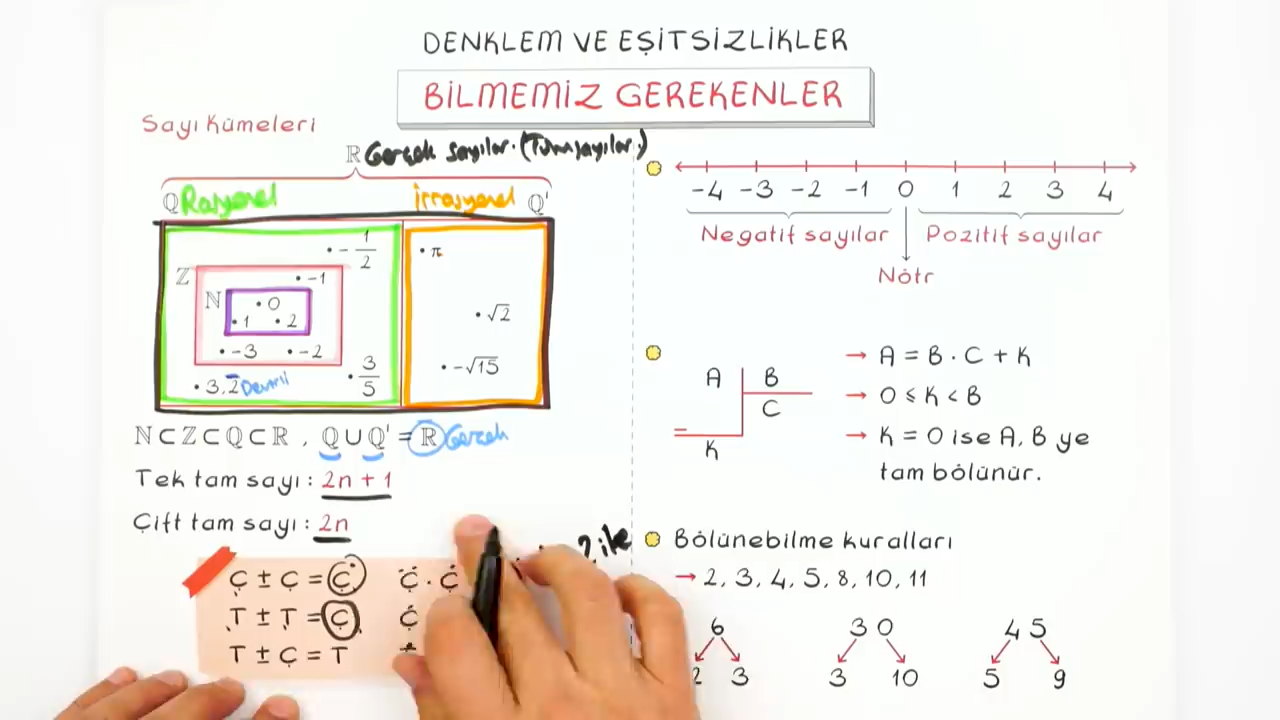 DENKLEM VE EŞİTSİZLİKLER
BİLMEMİZ GEREKENLER
Sayı Kümeleri
ℝ Gerçek sayılar. (Tüm sayılar.)
ℚ Rasyonel
İrrasyonel ℚ'
• -1/2
ℤ
• -1
ℕ
• 0
• 1 • 2
• -3 • -2
• 3,2̅ Devirli
• 3/5
• π
• √2
• -√15
ℕ⊂ℤ⊂ℚ⊂ℝ , ℚ∪ℚ' = ℝ Gerçek
Tek tam sayı: 2n + 1
Çift tam sayı: 2n
2 ile
Ç ± Ç = Ç Ç . Ç
T ± T = Ç Ç
T ± Ç = T
-4 -3 -2 -1 0 1 2 3 4
Negatif sayılar Pozitif sayılar
Nötr
A B
C
K
→ A = B . C + K
→ 0 ≤ K < B
→ K = 0 ise A, B ye
tam bölünür.
Bölünebilme kuralları
→ 2, 3, 4, 5, 8, 10, 11
6 30 45
2 3 3 10 5 9